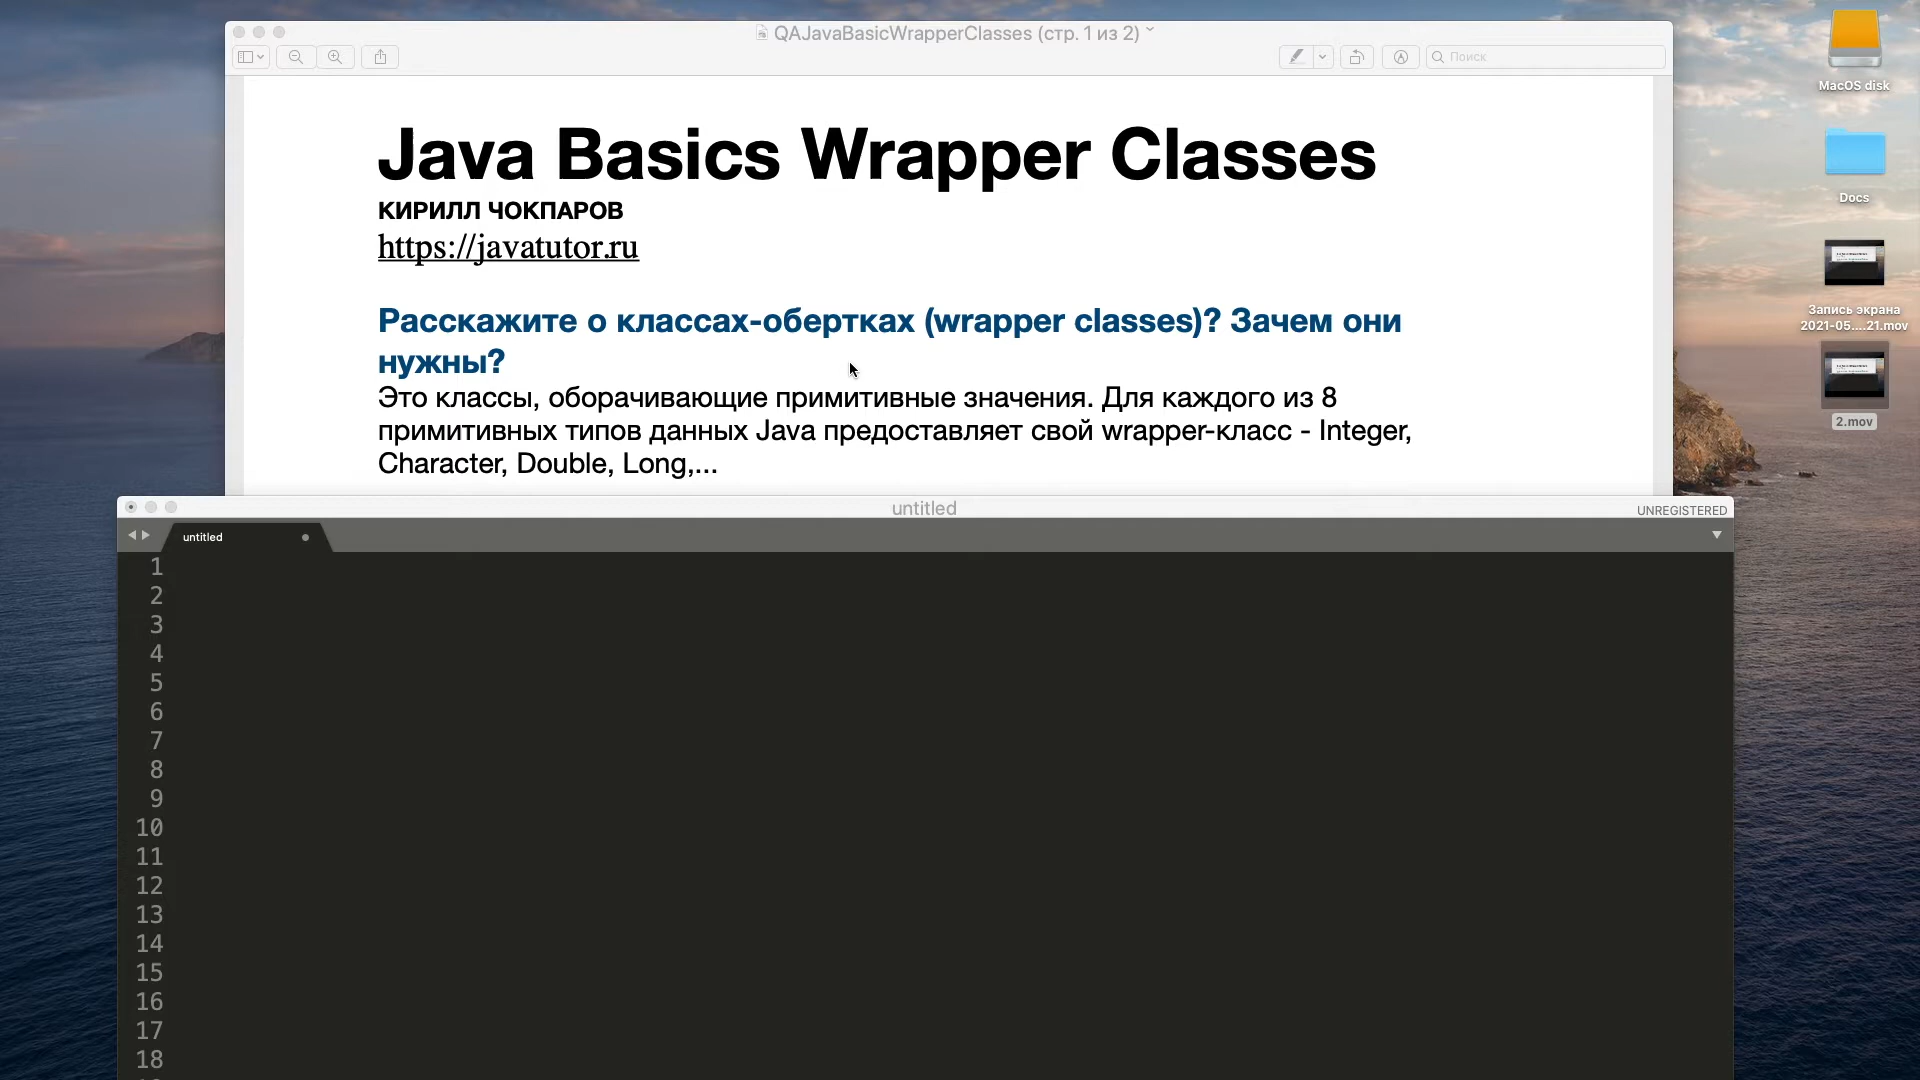 QAJavaBasicWrapperClasses (стр. 1 из 2)
Поиск
Java Basics Wrapper Classes
КИРИЛЛ ЧОКПАРОВ
https://javatutor.ru
Расскажите о классах-обертках (wrapper classes)? Зачем они
нужны?
Это классы, оборачивающие примитивные значения. Для каждого из 8
примитивных типов данных Java предоставляет свой wrapper-класс - Integer,
Character, Double, Long,...
MacOS disk
Docs
Запись экрана
2021-05....21.mov
2.mov
untitled
UNREGISTERED
untitled
1
2
3
4
5
6
7
8
9
10
11
12
13
14
15
16
17
18